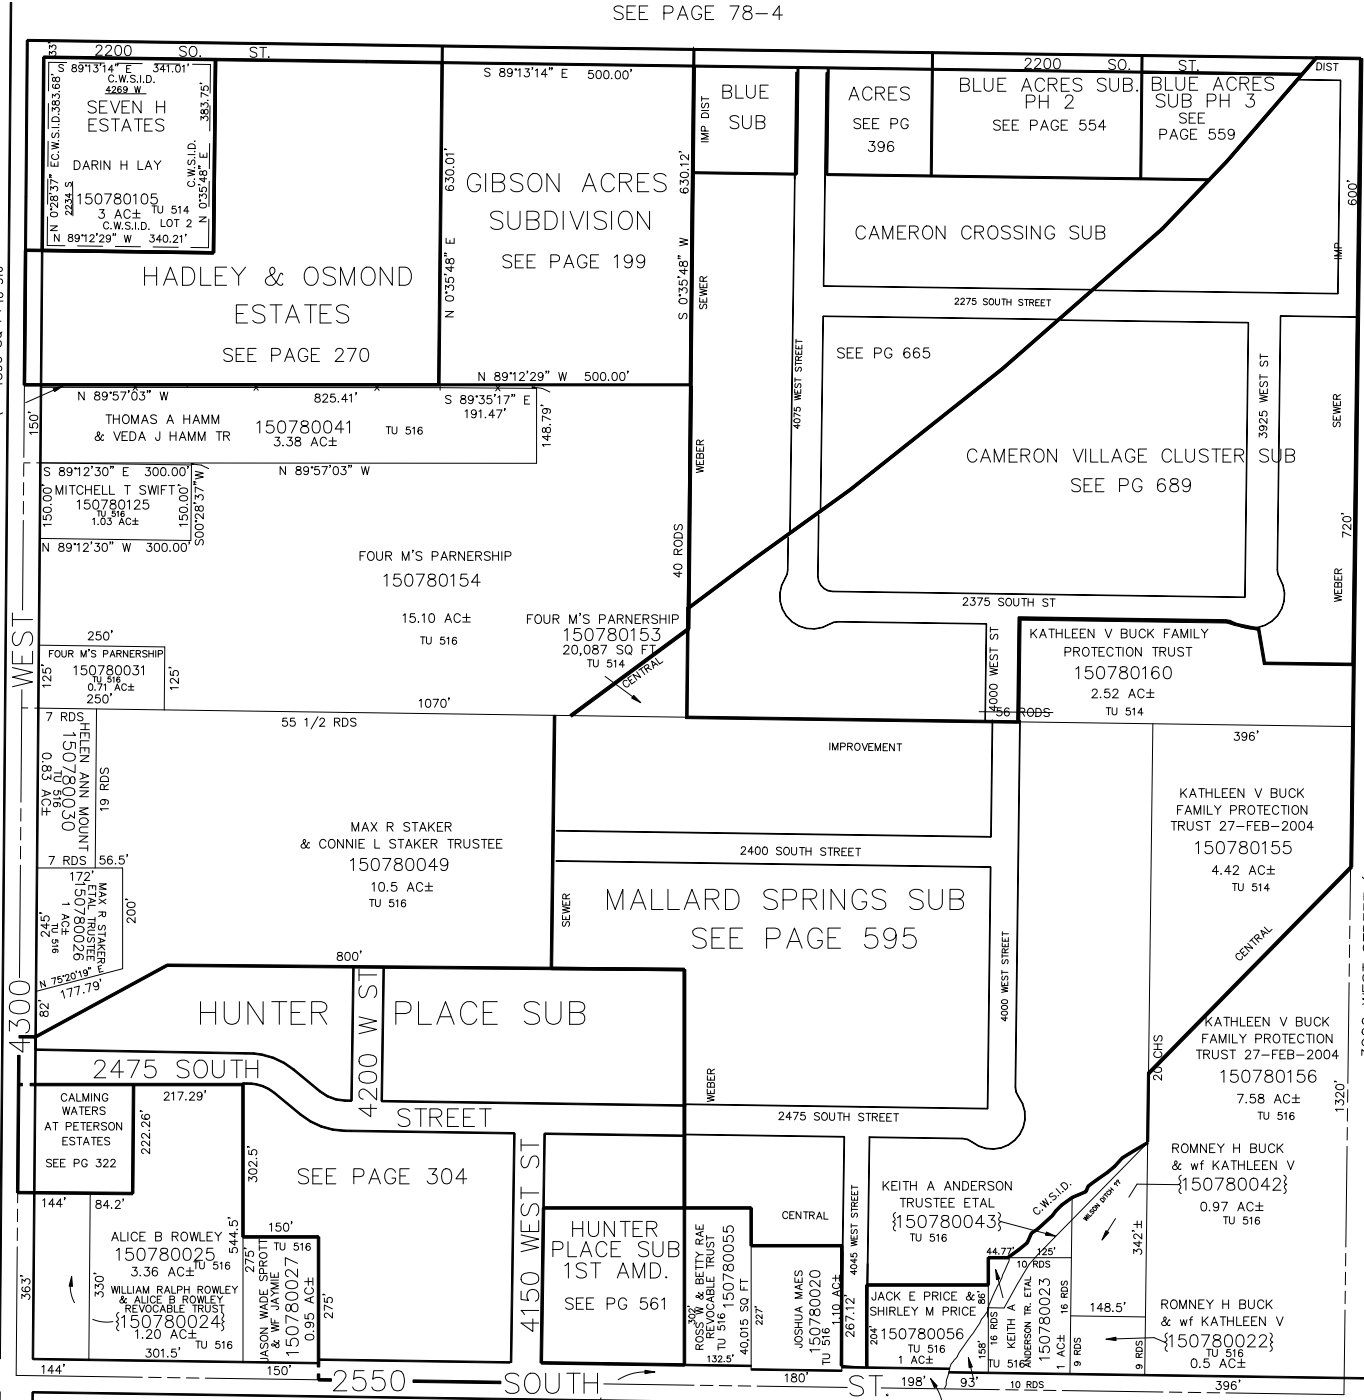 SEE PAGE 78-4
2200 SO. ST.
2200 SO. ST.
DIST
33'
S 89°13'14" E 341.01'
C.W.S.I.D.
4269 W
SEVEN H
ESTATES
DARIN H LAY
150780105
3 AC± TU 514
C.W.S.I.D. LOT 2
N 89°12'29" W 340.21'
N 0°28'37" E C.W.S.I.D. 383.68'
2234 S
383.75'
C.W.S.I.D.
N 0°35'48" E
HADLEY & OSMOND
ESTATES
SEE PAGE 270
S 89°13'14" E 500.00'
630.01'
N 0°35'48" E
GIBSON ACRES
SUBDIVISION
SEE PAGE 199
630.12'
S 0°35'48" W
N 89°12'29" W 500.00'
IMP DIST
SEWER
WEBER
40 RODS
BLUE
SUB
ACRES
SEE PG
396
BLUE ACRES SUB.
PH 2
SEE PAGE 554
BLUE ACRES
SUB PH 3
SEE
PAGE 559
600'
IMP
CAMERON CROSSING SUB
2275 SOUTH STREET
SEE PG 665
4075 WEST STREET
3925 WEST ST
SEWER
CAMERON VILLAGE CLUSTER SUB
SEE PG 689
720'
WEBER
2375 SOUTH ST
N 89°57'03" W 825.41'
S 89°35'17" E
191.47'
148.79'
150'
THOMAS A HAMM
& VEDA J HAMM TR
150780041
3.38 AC±
TU 516
S 89°12'30" E 300.00'
N 89°57'03" W
MITCHELL T SWIFT
150780125
TU 516
1.03 AC±
150.00'
150.00'
S00°28'37"W
N 89°12'30" W 300.00'
FOUR M'S PARNERSHIP
150780154
15.10 AC±
TU 516
FOUR M'S PARNERSHIP
150780153
20,087 SQ FT
TU 514
CENTRAL
WEST
250'
FOUR M'S PARNERSHIP
150780031
TU 516
0.71 AC±
250'
125'
125'
1070'
55 1/2 RDS
4000 WEST ST
KATHLEEN V BUCK FAMILY
PROTECTION TRUST
150780160
2.52 AC±
TU 514
56 RODS
396'
7 RDS
HELEN ANN MOUNT
150780030
TU 516
0.83 AC±
19 RDS
7 RDS 56.5'
172'
MAX R STAKER
ETAL TRUSTEE
150780026
1 AC±
TU 516
245'
200'
N 75°20'19" E
177.79'
82'
MAX R STAKER
& CONNIE L STAKER TRUSTEE
150780049
10.5 AC±
TU 516
800'
IMPROVEMENT
2400 SOUTH STREET
SEWER
MALLARD SPRINGS SUB
SEE PAGE 595
4000 WEST STREET
WEBER
KATHLEEN V BUCK
FAMILY PROTECTION
TRUST 27-FEB-2004
150780155
4.42 AC±
TU 514
CENTRAL
KATHLEEN V BUCK
FAMILY PROTECTION
TRUST 27-FEB-2004
150780156
7.58 AC±
TU 516
20 CHS
1320'
4300
HUNTER PLACE SUB
4200 W ST
2475 SOUTH
STREET
2475 SOUTH STREET
CALMING
WATERS
AT PETERSON
ESTATES
SEE PG 322
217.29'
222.26'
302.5'
SEE PAGE 304
4150 WEST ST
144'
84.2'
ALICE B ROWLEY
150780025
3.36 AC± TU 516
544.5'
WILLIAM RALPH ROWLEY
& ALICE B ROWLEY
REVOCABLE TRUST
{150780024}
1.20 AC±
TU 516
301.5'
363'
330'
150'
TU 516
275'
JASON WADE SPROTT
& WF JAYMIE
150780027
0.95 AC±
275'
144'
150'
HUNTER
PLACE SUB
1ST AMD.
SEE PG 561
ROSS W & BETTY RAE
REVOCABLE TRUST
150780055
TU 516
40,015 SQ FT
302'
132.5'
227'
CENTRAL
JOSHUA MAES
150780020
TU 516
1.10 AC±
4045 WEST STREET
267.12'
180'
KEITH A ANDERSON
TRUSTEE ETAL
{150780043}
TU 516
C.W.S.I.D.
WILSON DITCH
JACK E PRICE &
SHIRLEY M PRICE
150780056
TU 516
1 AC±
204'
86'
158'
44.77'
125'
10 RDS
16 RDS
KEITH A
ANDERSON TR. ETAL
150780023
1 AC±
TU 516
16 RDS
9 RDS
9 RDS
148.5'
342'±
ROMNEY H BUCK
& wf KATHLEEN V
{150780042}
0.97 AC±
TU 516
ROMNEY H BUCK
& wf KATHLEEN V
{150780022}
TU 516
0.5 AC±
2550 SOUTH ST.
198'
93'
10 RDS
396'